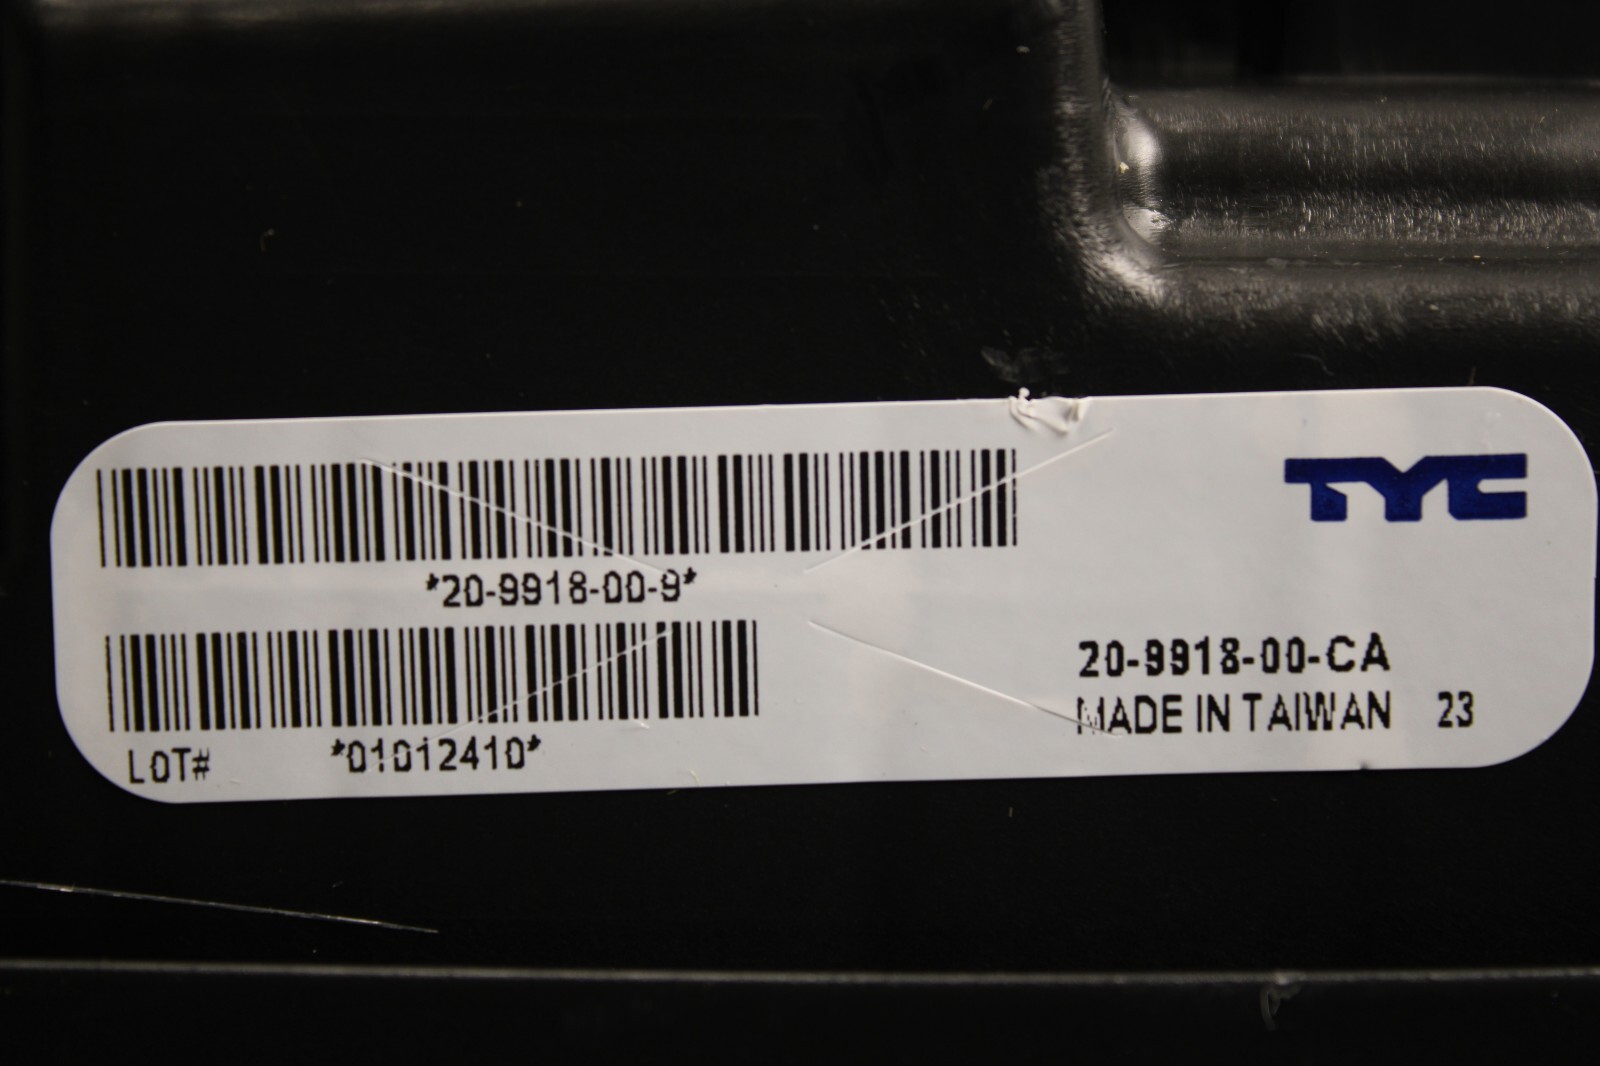 TYC
*20-9918-00-9*
20-9918-00-CA
MADE IN TAIWAN 23
LOT# *01012410*